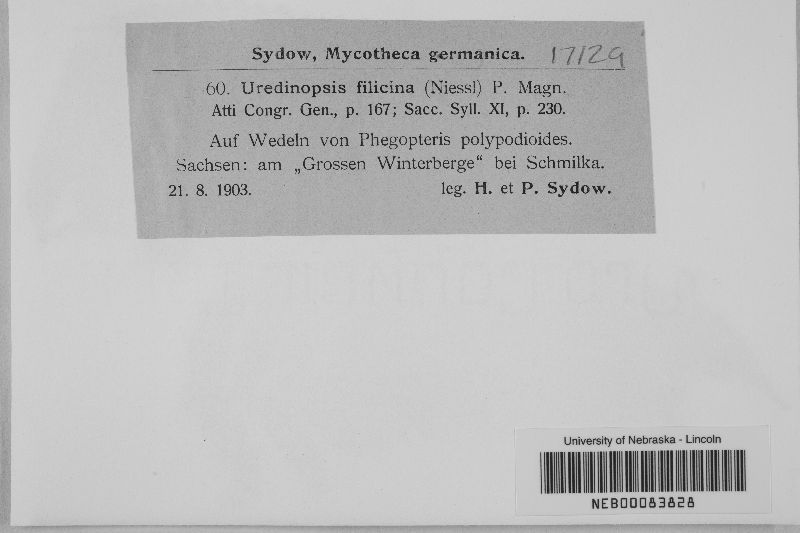 Sydow, Mycotheca germanica. 17129
60. Uredinopsis filicina (Niessl) P. Magn.
Atti Congr. Gen., p. 167; Sacc. Syll. XI, p. 230.
Auf Wedeln von Phegopteris polypodioides.
Sachsen: am „Grossen Winterberge“ bei Schmilka.
21. 8. 1903. leg. H. et P. Sydow.
University of Nebraska - Lincoln
NEB00083828